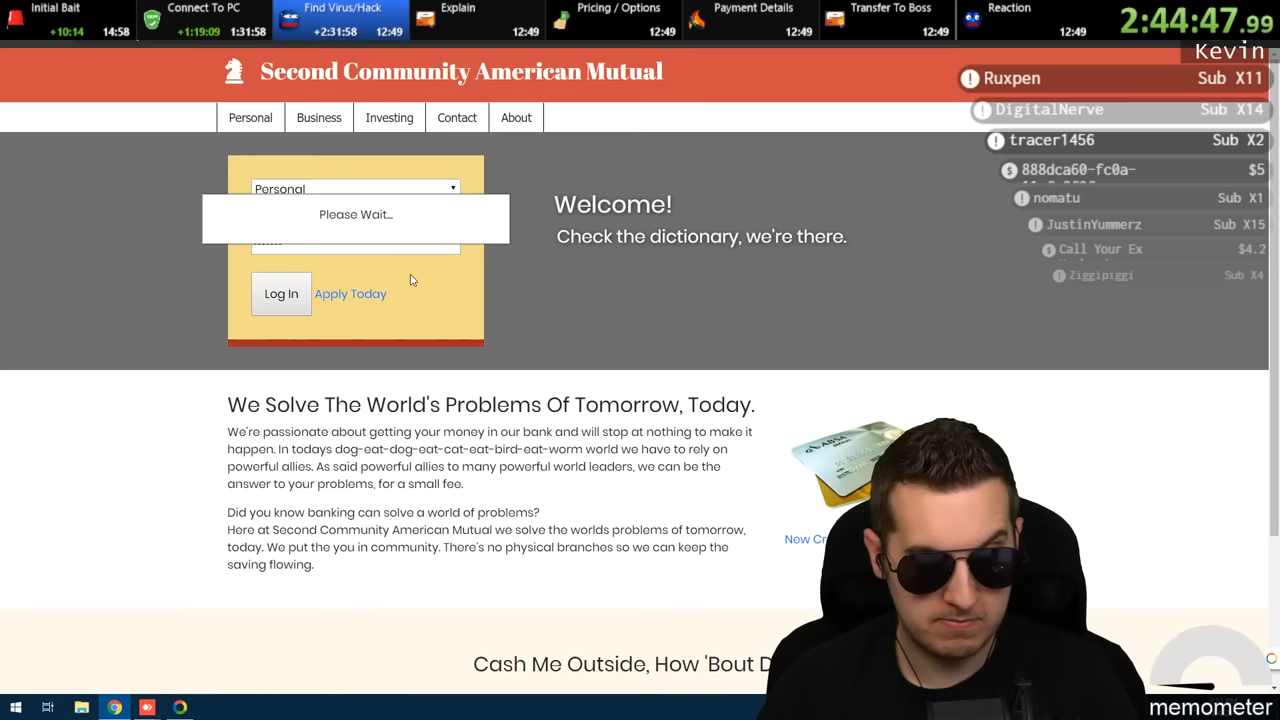 Initial Bait
+10:14 14:58
Connect To PC
+1:19:09 1:31:58
Find Virus/Hack
+2:31:58 12:49
Explain
12:49
Pricing / Options
12:49
Payment Details
12:49
Transfer To Boss
12:49
Reaction
12:49
2:44:47.99
Kevin
Ruxpen Sub X11
DigitalNerve Sub X14
tracer1456 Sub X2
888dca60-fc0a- $5
nomatu Sub X1
JustinYummerz Sub X15
Call Your Ex $4.2
Ziggipiggi Sub X4
Second Community American Mutual
Personal Business Investing Contact About
Personal
Please Wait...
Log In Apply Today
Welcome!
Check the dictionary, we're there.
We Solve The World's Problems Of Tomorrow, Today.
We're passionate about getting your money in our bank and will stop at nothing to make it
happen. In todays dog-eat-dog-eat-cat-eat-bird-eat-worm world we have to rely on
powerful allies. As said powerful allies to many powerful world leaders, we can be the
answer to your problems, for a small fee.
Did you know banking can solve a world of problems?
Here at Second Community American Mutual we solve the worlds problems of tomorrow,
today. We put the you in community. There's no physical branches so we can keep the
saving flowing.
New Cr
Cash Me Outside, How 'Bout D
memometer